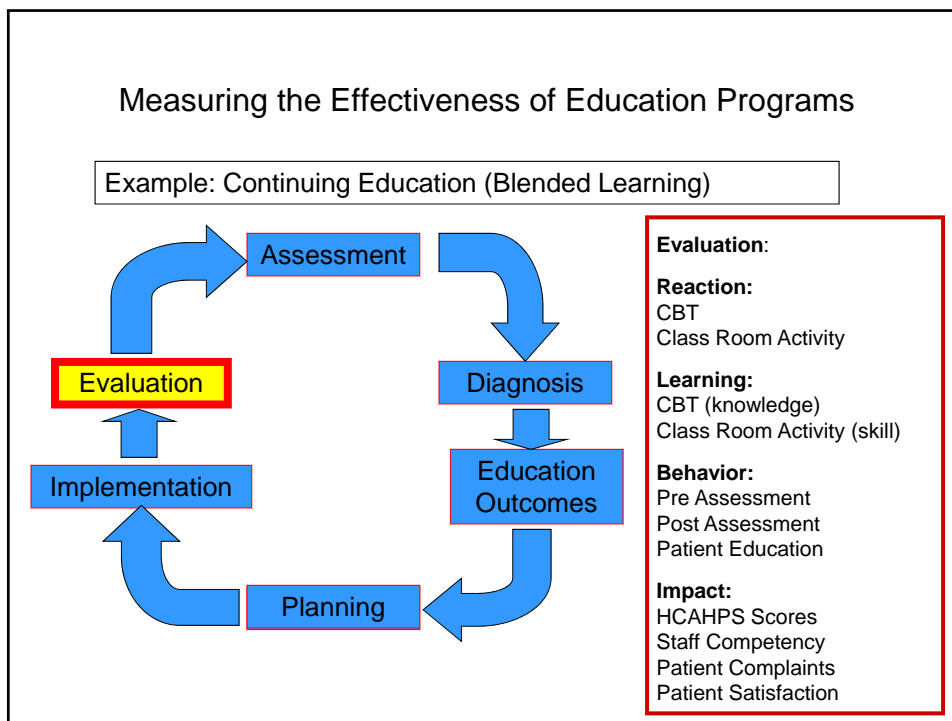 Measuring the Effectiveness of Education Programs
Example: Continuing Education (Blended Learning)
Assessment
Diagnosis
Education
Outcomes
Planning
Implementation
Evaluation
Evaluation:
Reaction:
CBT
Class Room Activity
Learning:
CBT (knowledge)
Class Room Activity (skill)
Behavior:
Pre Assessment
Post Assessment
Patient Education
Impact:
HCAHPS Scores
Staff Competency
Patient Complaints
Patient Satisfaction